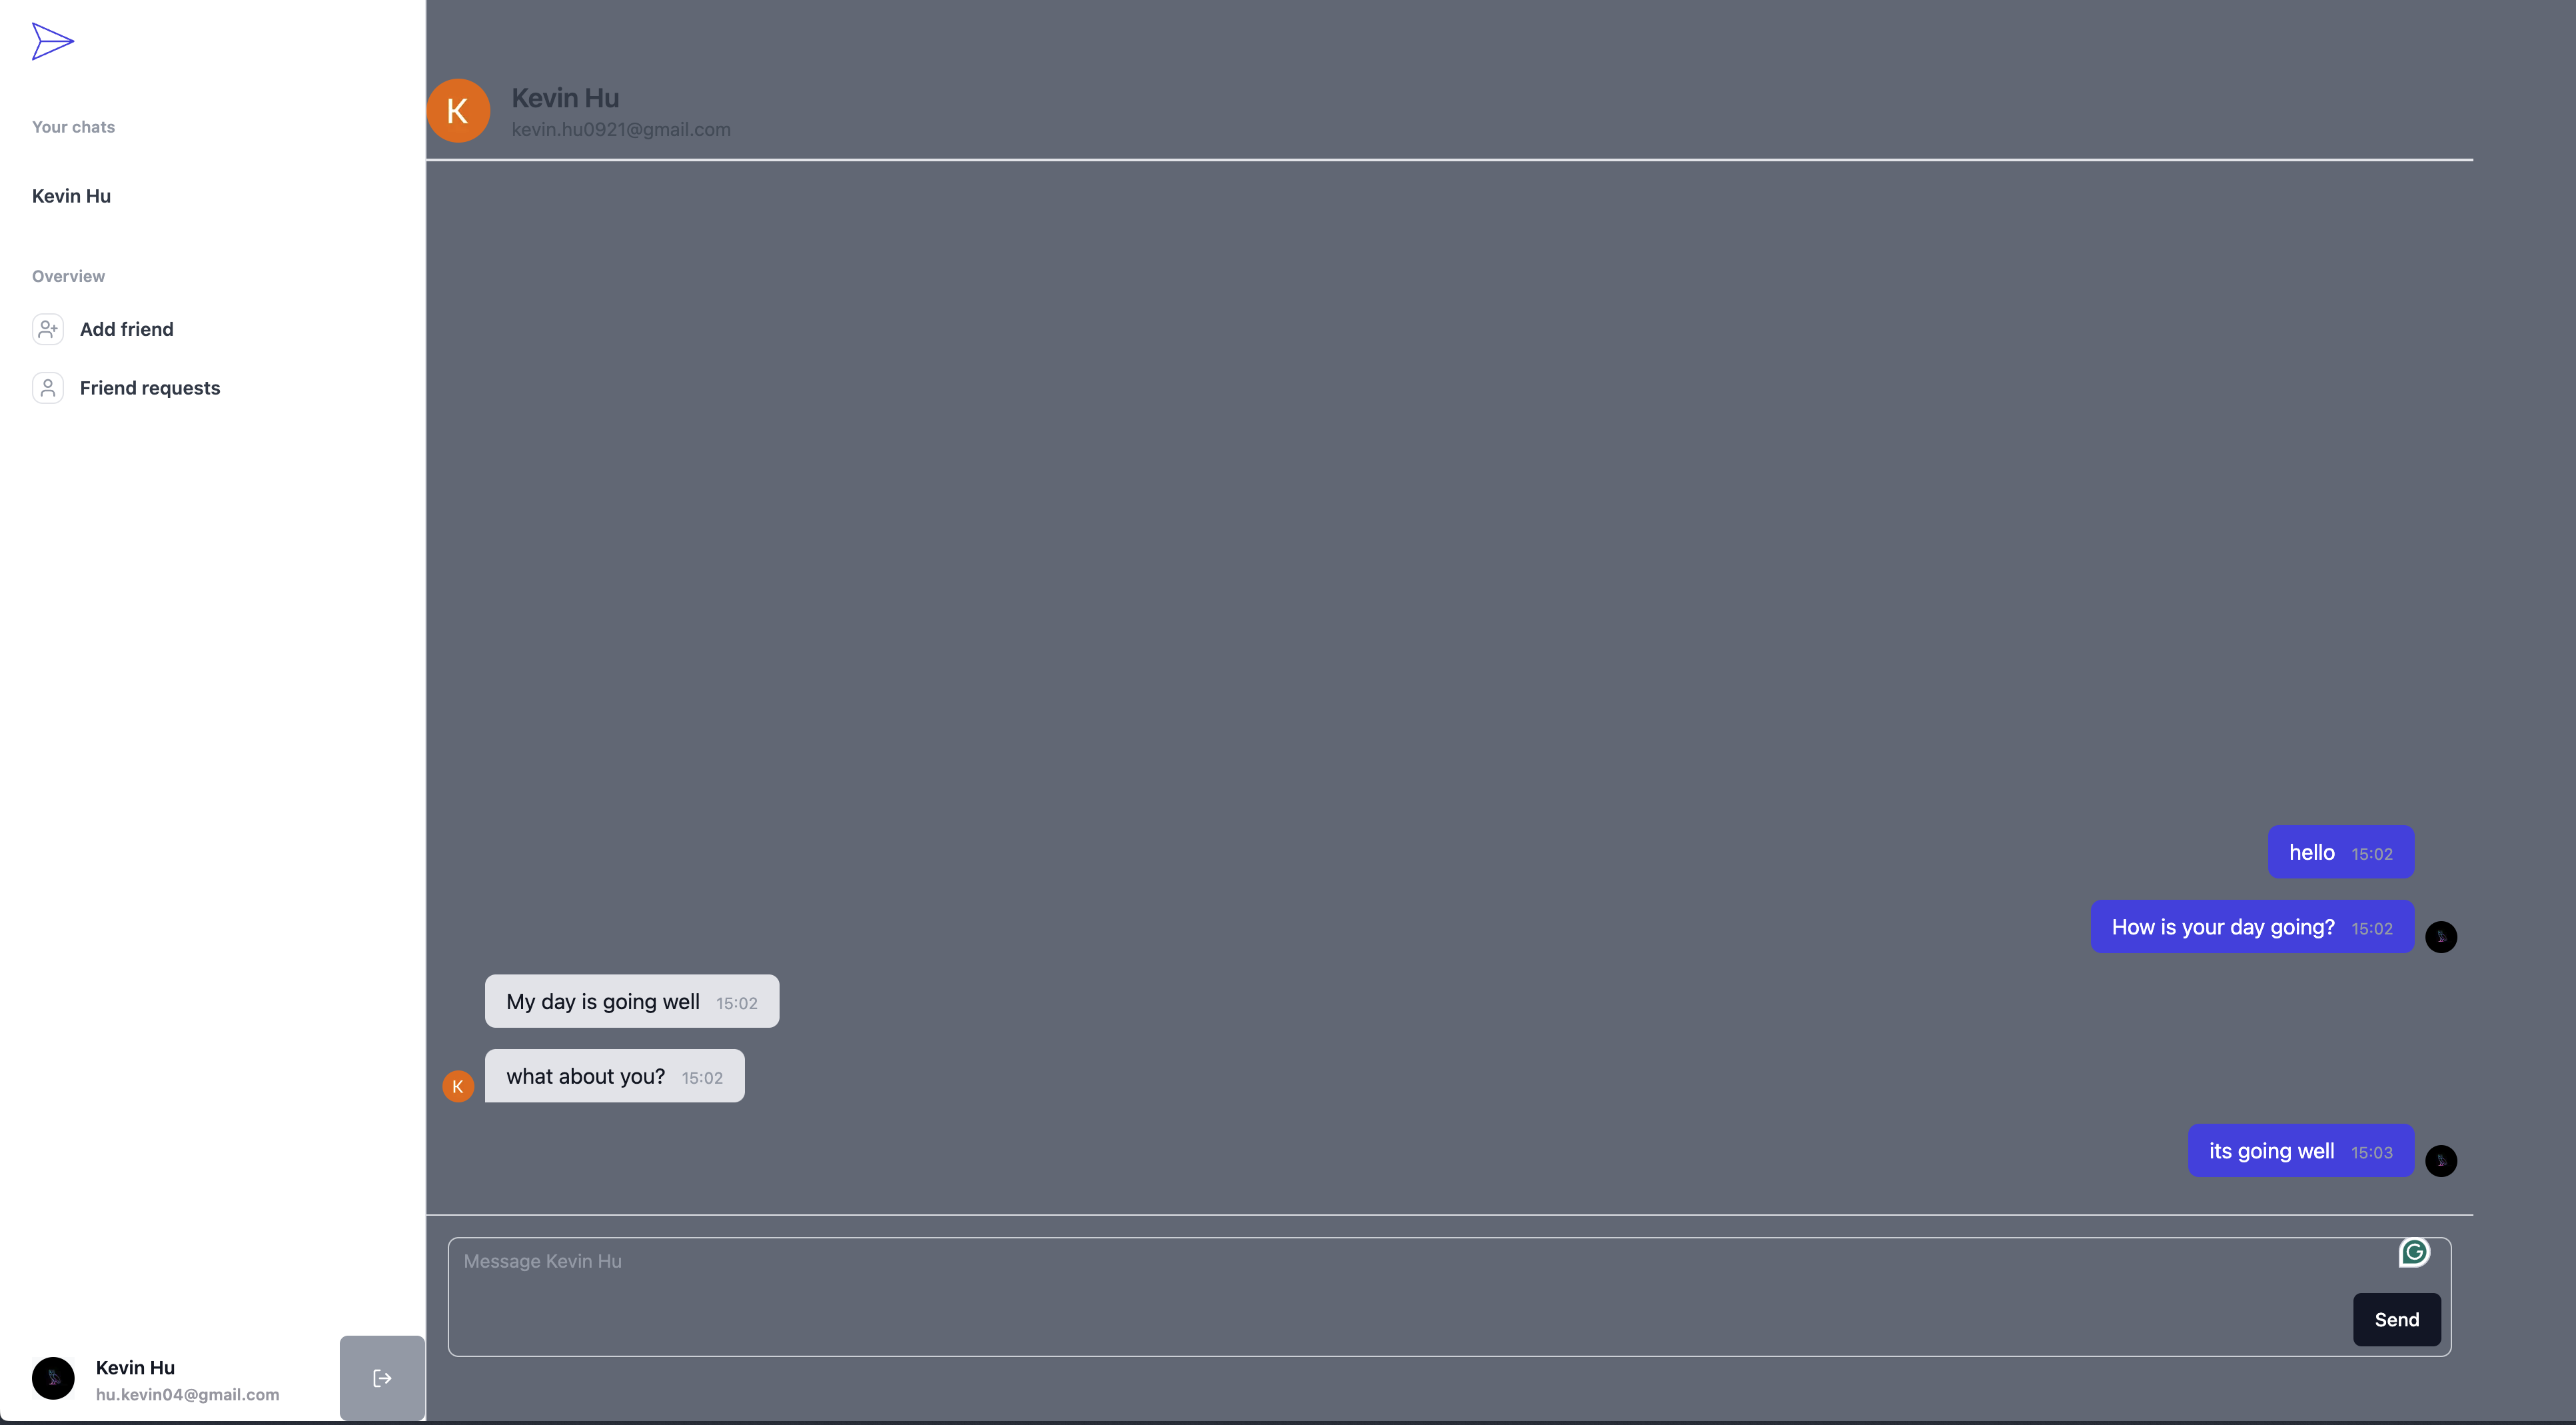 Your chats
Kevin Hu
Overview
Add friend
Friend requests
Kevin Hu
hu.kevin04@gmail.com
K
Kevin Hu
kevin.hu0921@gmail.com
hello 15:02
How is your day going? 15:02
My day is going well 15:02
K
what about you? 15:02
its going well 15:03
Message Kevin Hu
G
Send